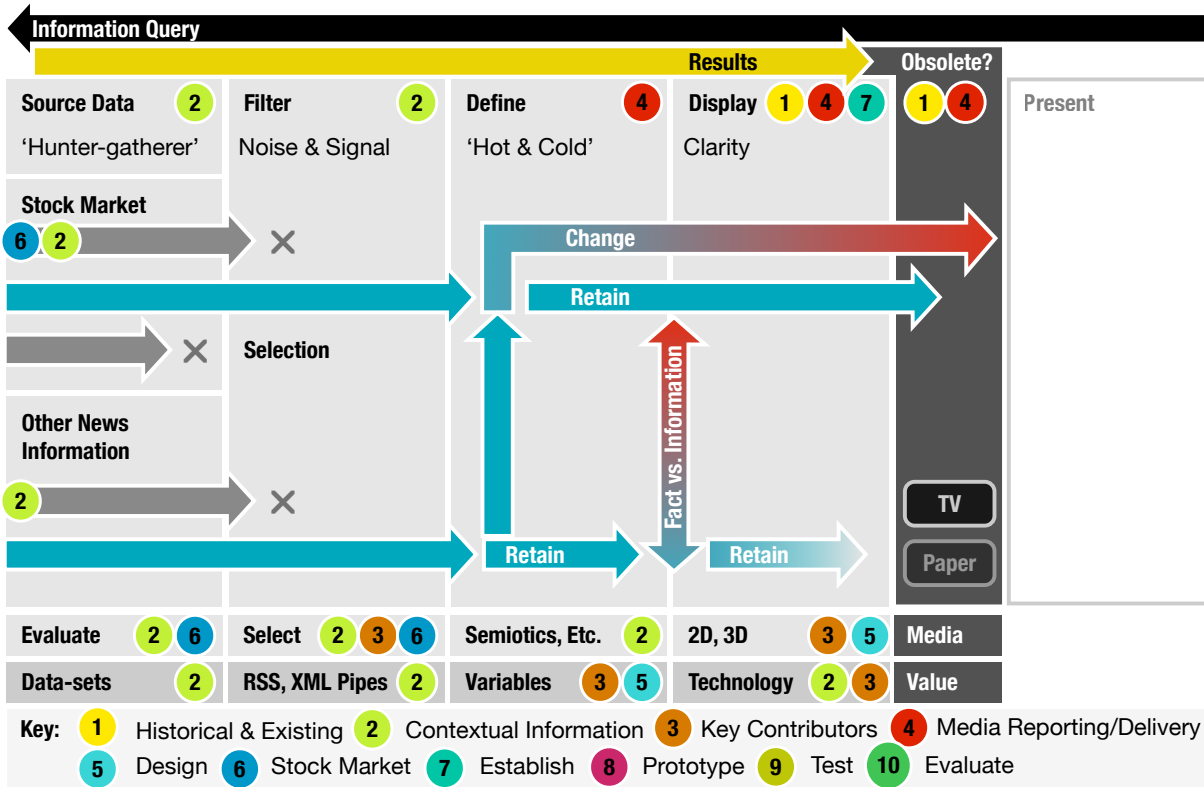 Information Query
Results
Obsolete?
Source Data 2
Filter 2
Define 4
Display 1 4 7
1 4
Present
‘Hunter-gatherer’
Noise & Signal
‘Hot & Cold’
Clarity
Stock Market
6 2
Change
Retain
Selection
Fact vs. Information
Other News
Information
2
TV
Retain
Retain
Paper
Evaluate 2 6
Select 2 3 6
Semiotics, Etc. 2
2D, 3D 3 5
Media
Data-sets 2
RSS, XML Pipes 2
Variables 3 5
Technology 2 3
Value
Key: 1 Historical & Existing 2 Contextual Information 3 Key Contributors 4 Media Reporting/Delivery
5 Design 6 Stock Market 7 Establish 8 Prototype 9 Test 10 Evaluate